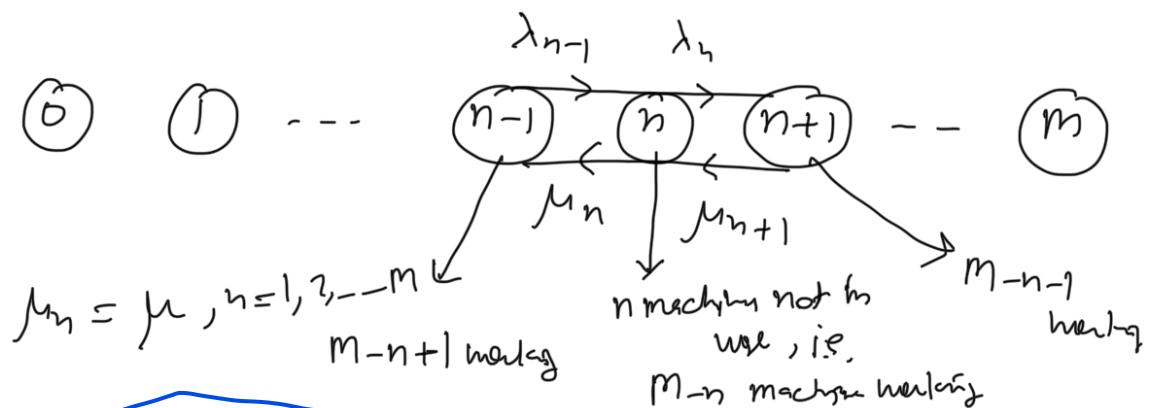 λn-1 λn
0 1 --- n-1 n n+1 -- m
μn μn+1
μn = μ, n=1,2,--m
n machines not in
use, i.e.
M-n machine working
M-n+1 working
M-n-1
working